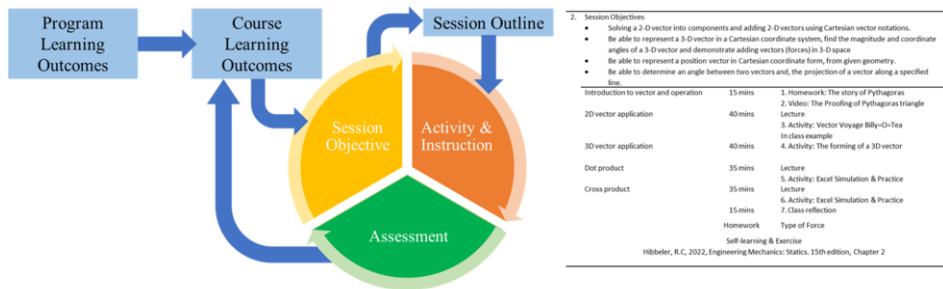 Program
Learning
Outcomes
Course
Learning
Outcomes
Session Outline
Session
Objective
Activity &
Instruction
Assessment
2. Session Objectives
• Solving a 2-D vector into components and adding 2-D vectors using Cartesian vector notations.
• Be able to represent a 3-D vector in a Cartesian coordinate system, find the magnitude and coordinate
angles of a 3-D vector and demonstrate adding vectors (forces) in 3-D space
• Be able to represent a position vector in Cartesian coordinate form, from given geometry.
• Be able to determine an angle between two vectors and, the projection of a vector along a specified
line.
Introduction to vector and operation 15 mins 1. Homework: The story of Pythagoras
2. Video: The Proofing of Pythagoras triangle
2D vector application 40 mins Lecture
3. Activity: Vector Voyage Billy=O=Tea
In class example
3D vector application 40 mins 4. Activity: The forming of a 3D vector
Dot product 35 mins Lecture
5. Activity: Excel Simulation & Practice
Cross product 35 mins Lecture
6. Activity: Excel Simulation & Practice
15 mins 7. Class reflection
Homework Type of Force
Self-learning & Exercise
Hibbeler, R.C, 2022, Engineering Mechanics: Statics. 15th edition, Chapter 2